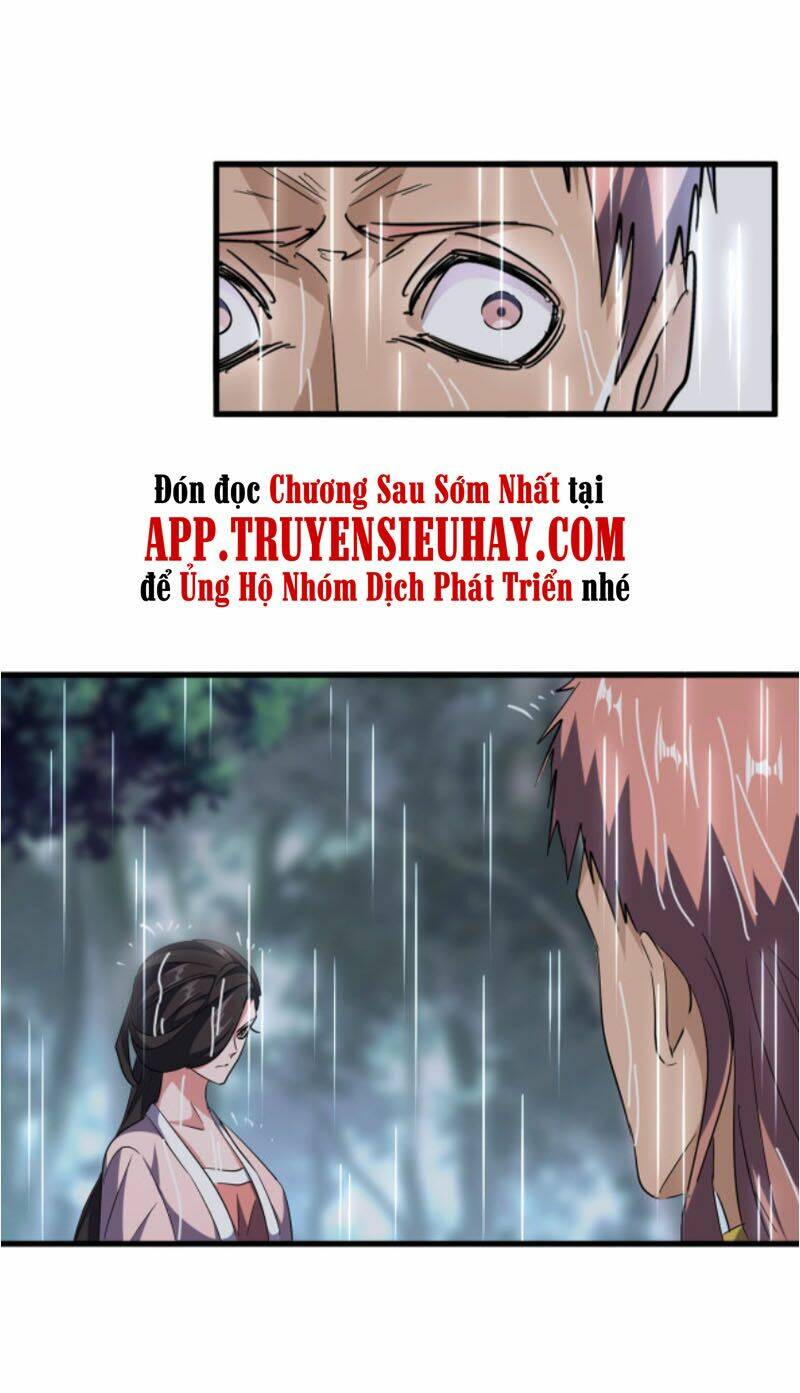 Đón đọc Chương Sau Sớm Nhất tại
APP.TRUYENSIEUHAY.COM
để Ủng Hộ Nhóm Dịch Phát Triển nhé